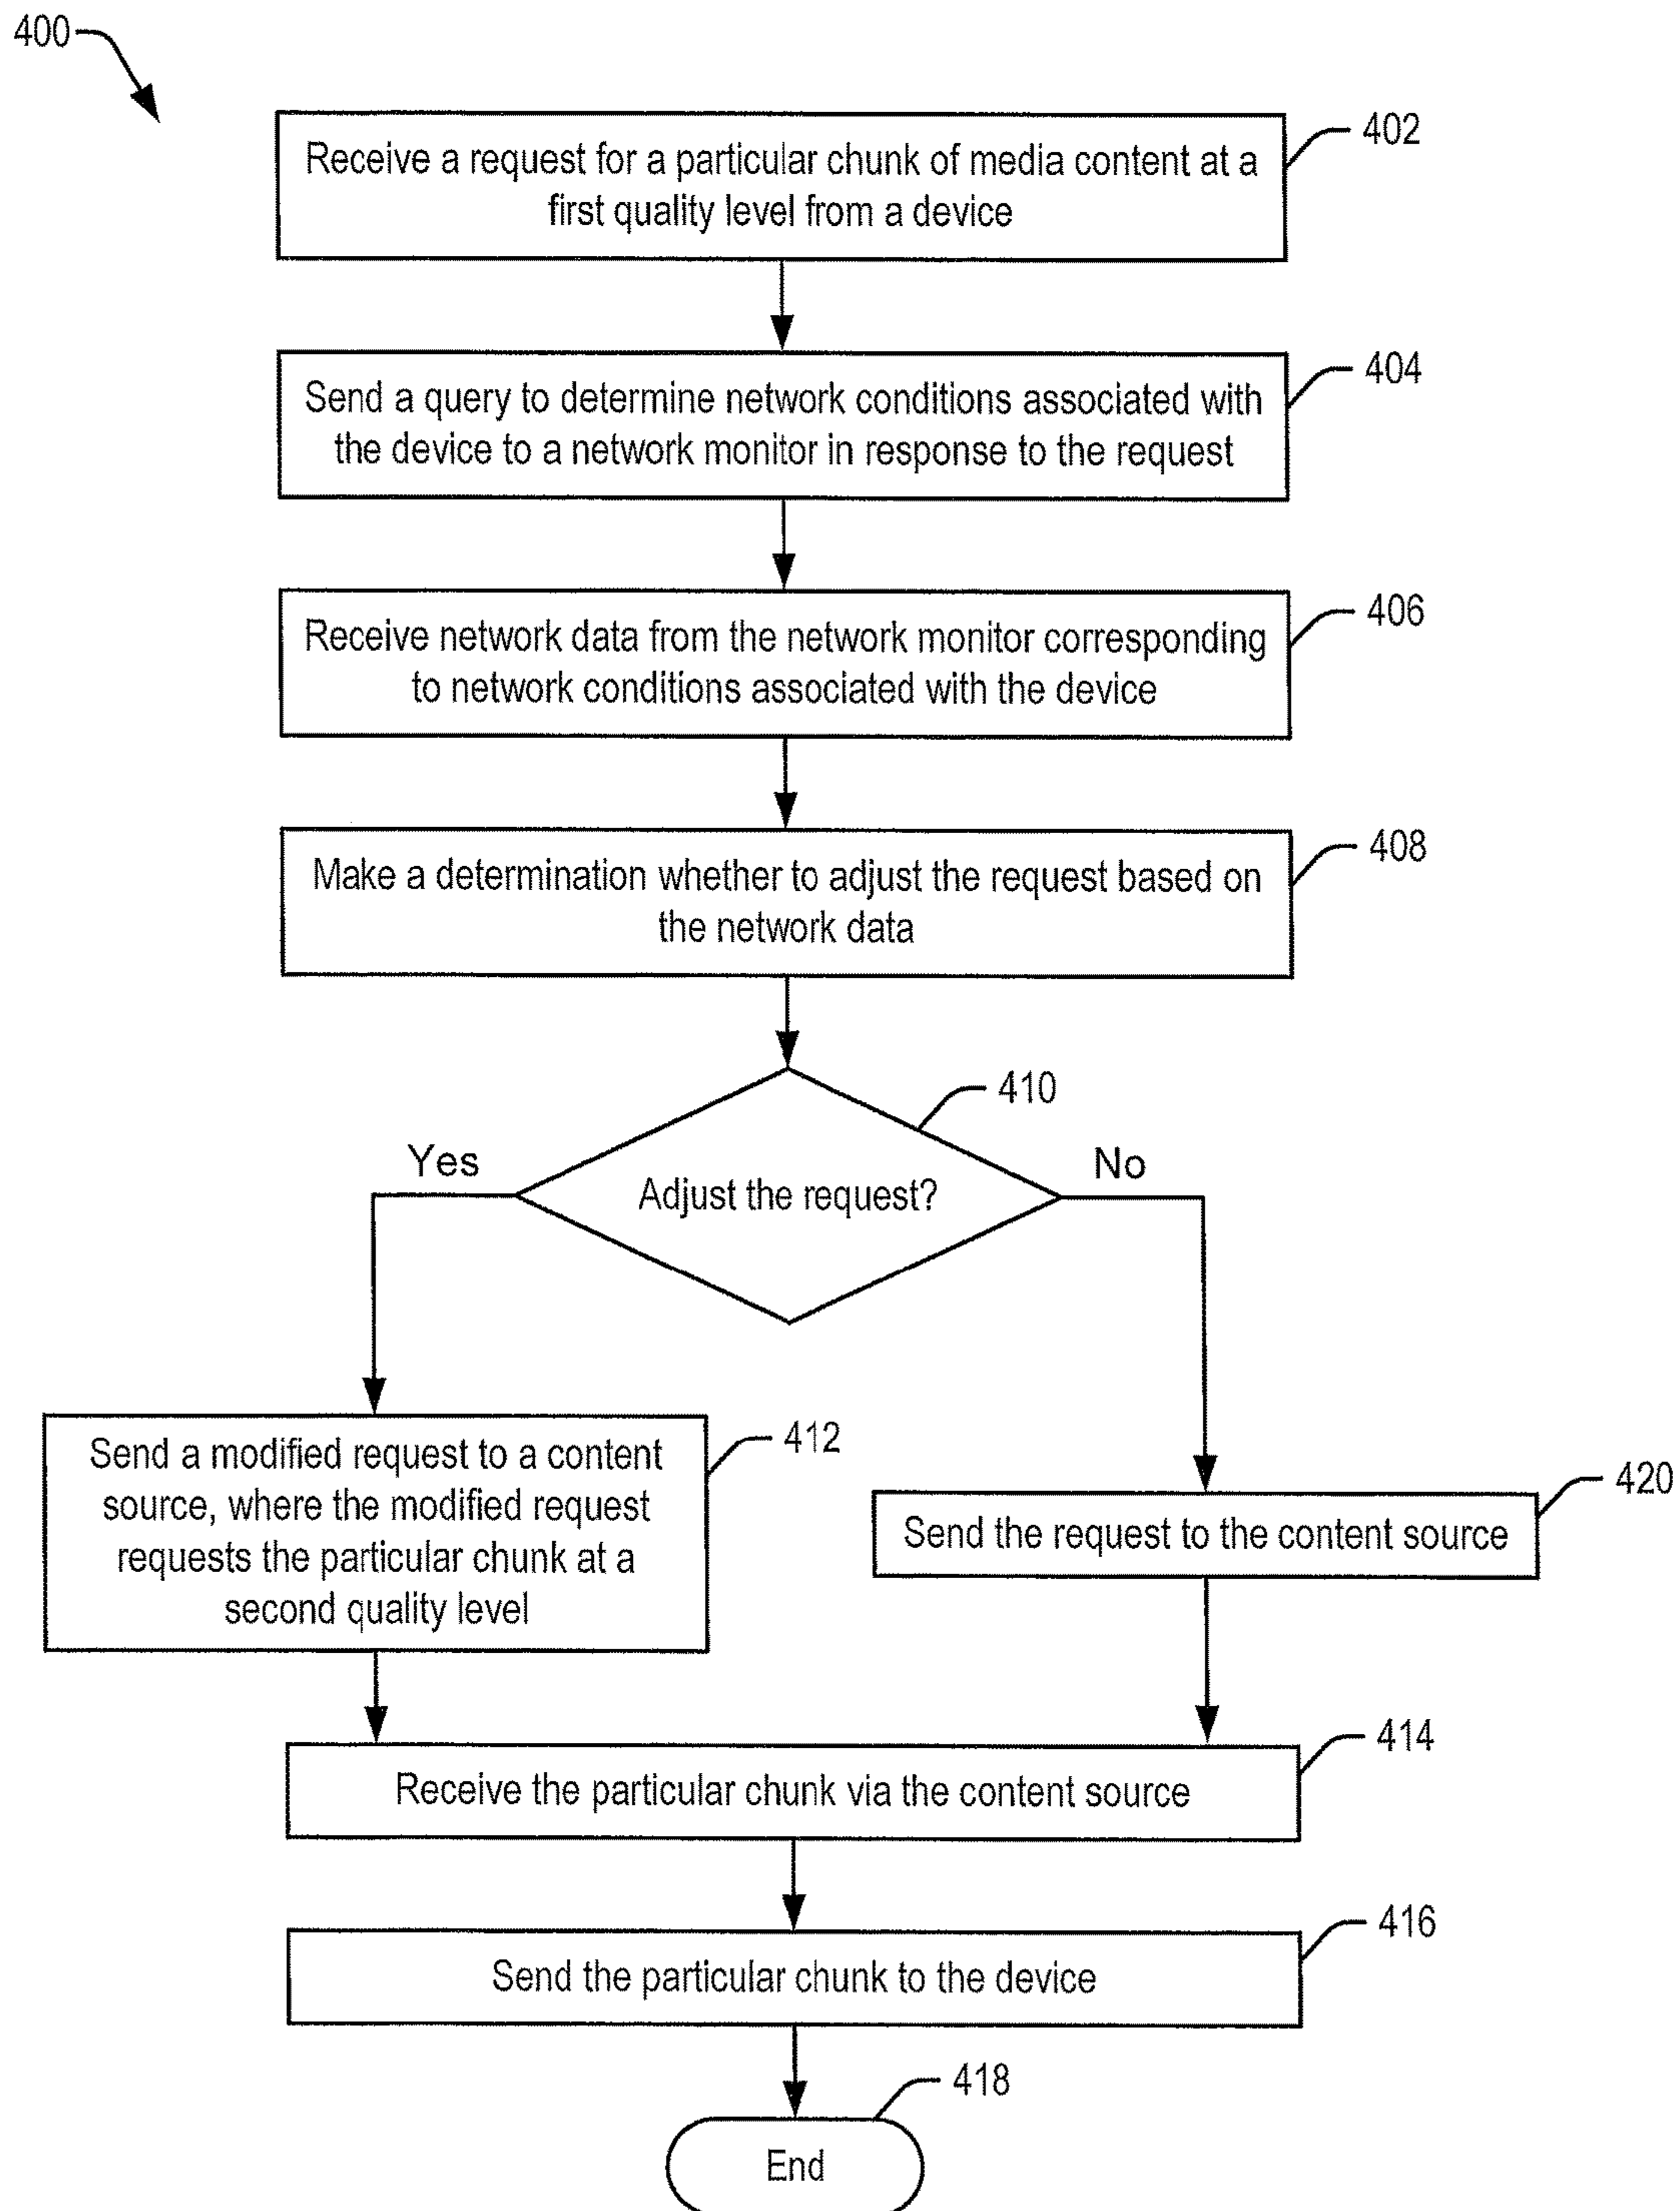 400
Receive a request for a particular chunk of media content at a
first quality level from a device
402
Send a query to determine network conditions associated with
the device to a network monitor in response to the request
404
Receive network data from the network monitor corresponding
to network conditions associated with the device
406
Make a determination whether to adjust the request based on
the network data
408
410
Yes
Adjust the request?
No
Send a modified request to a content
source, where the modified request
requests the particular chunk at a
second quality level
412
Send the request to the content source
420
Receive the particular chunk via the content source
414
Send the particular chunk to the device
416
418
End